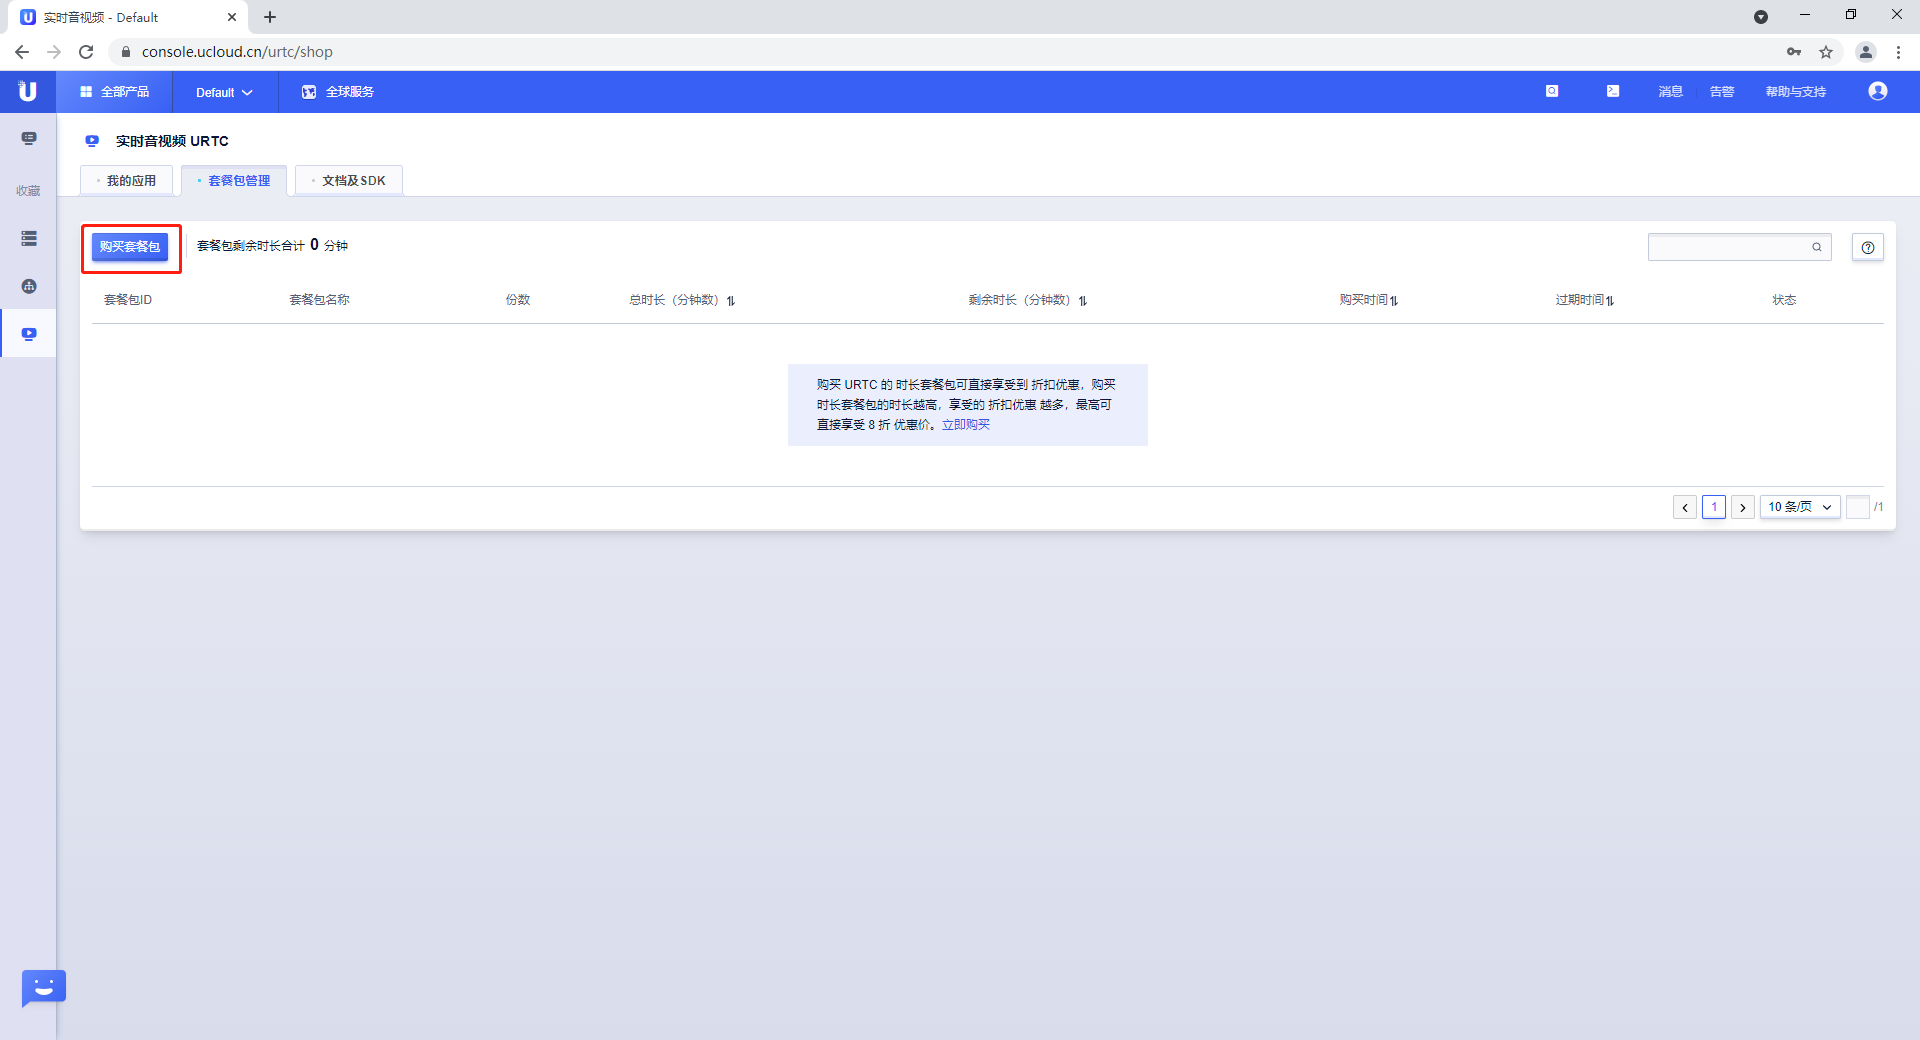 实时音视频 - Default
console.ucloud.cn/urtc/shop
全部产品
Default
全球服务
消息
告警
帮助与支持
实时音视频 URTC
收藏
我的应用
套餐包管理
文档及SDK
购买套餐包
套餐包剩余时长合计 0 分钟
套餐包ID
套餐包名称
份数
总时长（分钟数）
剩余时长（分钟数）
购买时间
过期时间
状态
购买 URTC 的 时长套餐包可直接享受到 折扣优惠，购买
时长套餐包的时长越高，享受的 折扣优惠 越多，最高可
直接享受 8 折 优惠价。立即购买
1
10 条/页
/1